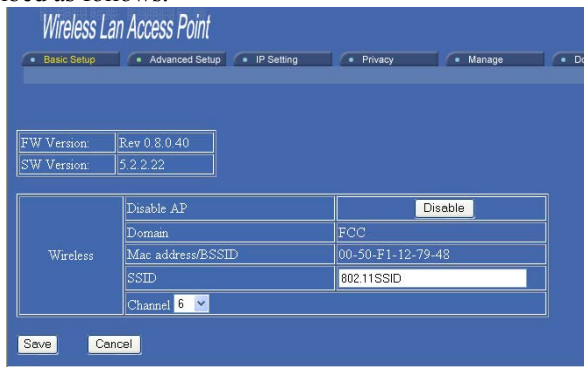 as follows.
Wireless Lan Access Point
Basic Setup Advanced Setup IP Setting Privacy Manage
FW Version: Rev 0.8.0.40
SW Version: 5.2.2.22
Disable AP Disable
Domain FCC
Wireless Mac address/BSSID 00-50-F1-12-79-48
SSID 802.11SSID
Channel 6
Save Cancel